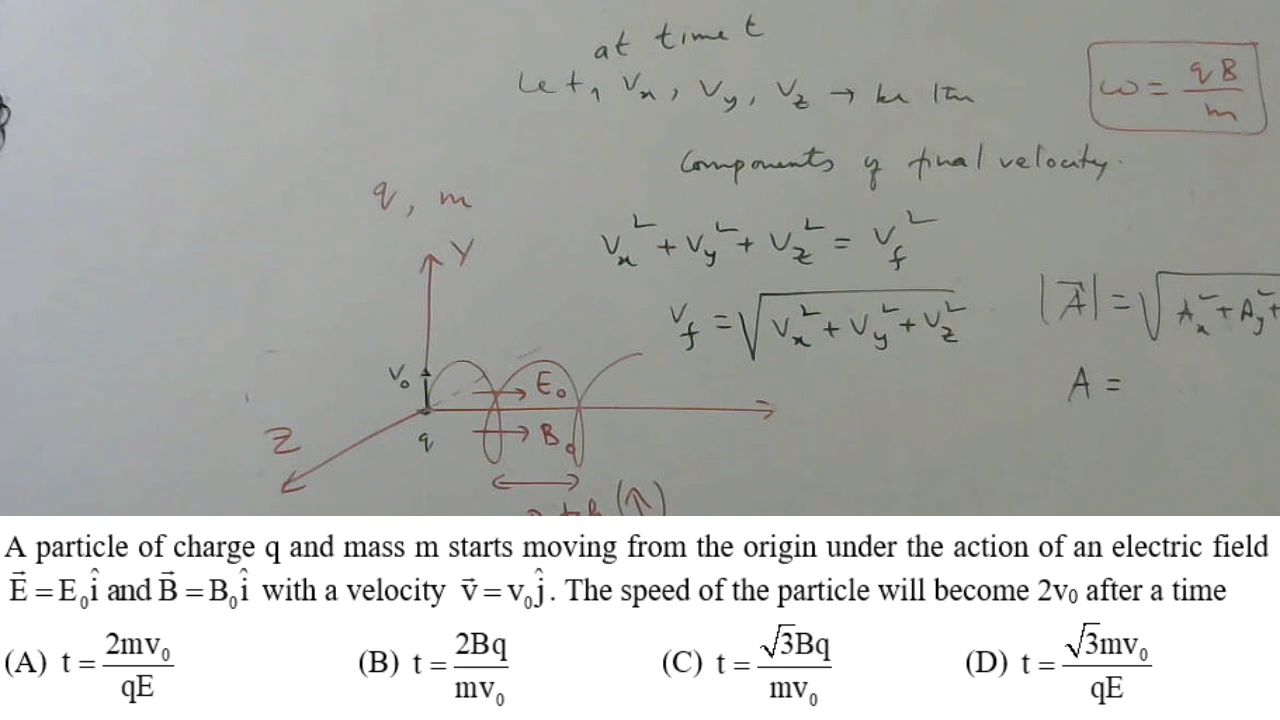 at time t
Let, Vx, Vy, Vz → be the
components of final velocity.
ω = qB/m
q, m
Vx² + Vy² + Vz² = Vf²
Y
Vf = √(Vx² + Vy² + Vz²)
|A⃗| = √(Ax² + Ay² +
V₀
E₀
A =
Z
q
B₀
pitch (↑)
A particle of charge q and mass m starts moving from the origin under the action of an electric field
E⃗ = E₀î and B⃗ = B₀î with a velocity v⃗ = v₀ĵ. The speed of the particle will become 2v₀ after a time
(A) t = 2mv₀/qE (B) t = 2Bq/mv₀ (C) t = √3Bq/mv₀ (D) t = √3mv₀/qE